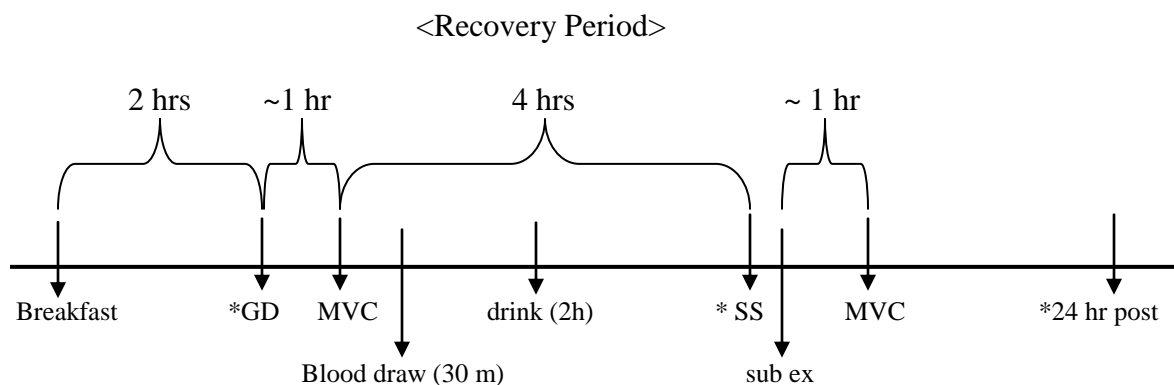 <Recovery Period>
2 hrs ~1 hr 4 hrs ~ 1 hr
Breakfast *GD MVC drink (2h) * SS MVC *24 hr post
Blood draw (30 m) sub ex